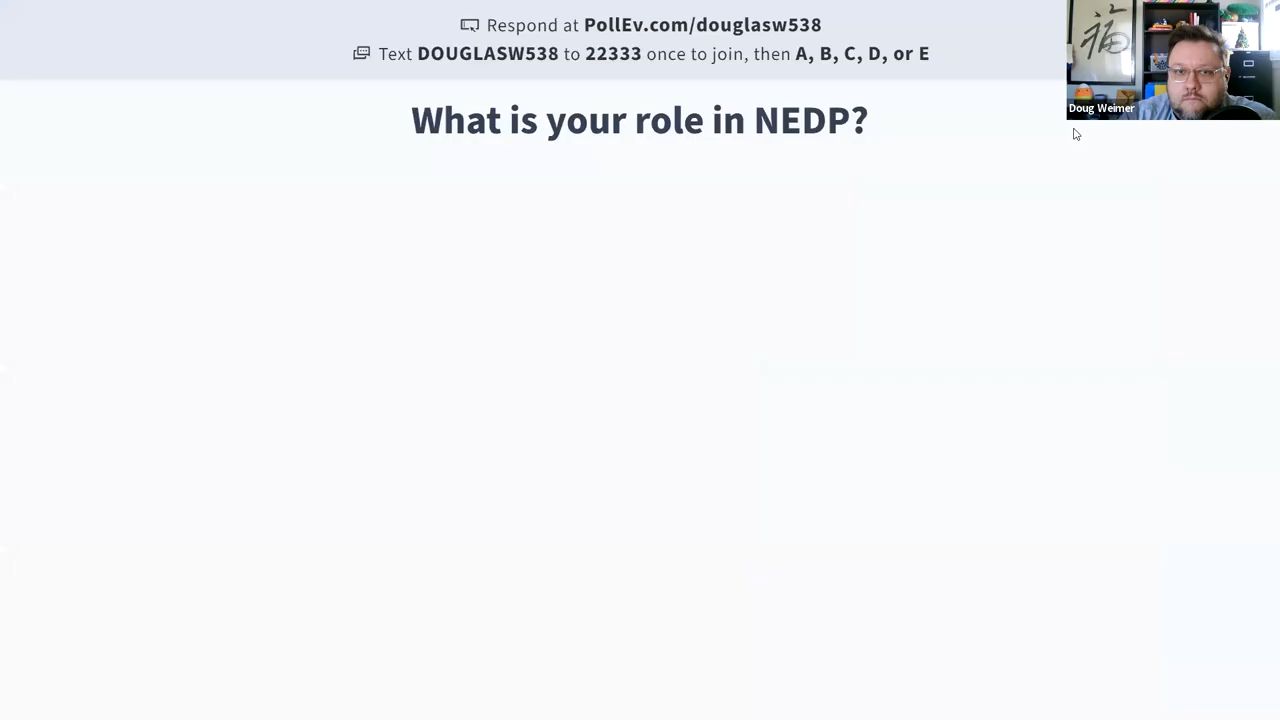 Respond at PollEv.com/douglasw538
Text DOUGLASW538 to 22333 once to join, then A, B, C, D, or E
What is your role in NEDP?
福
Doug Weimer